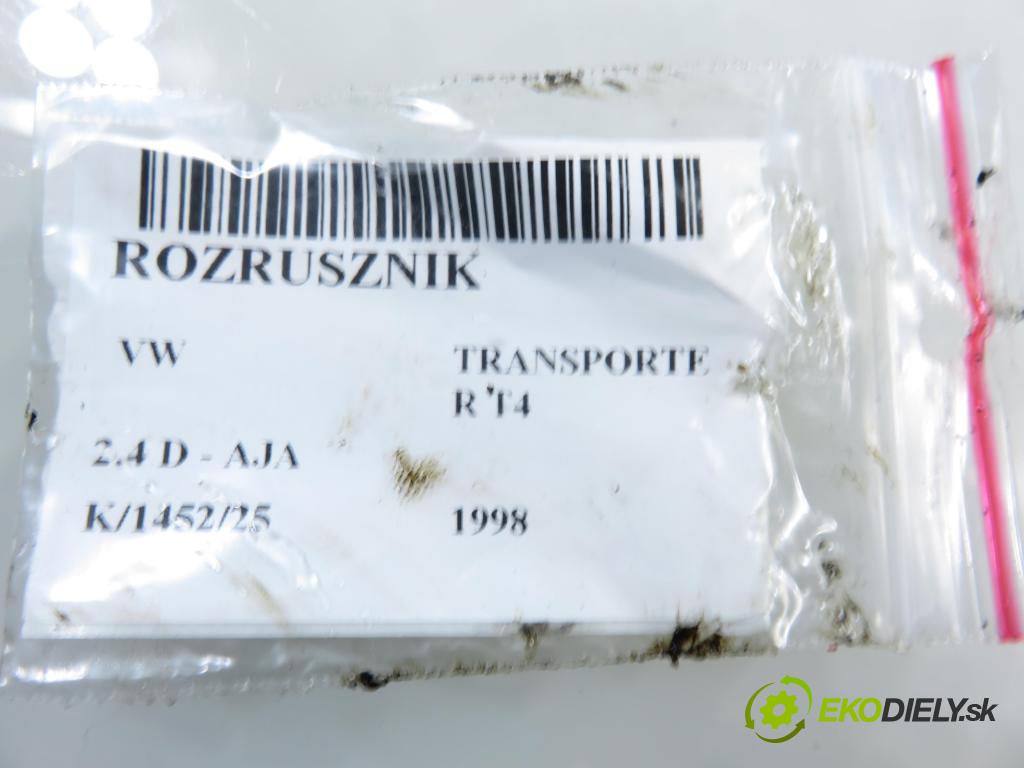 ROZRUSZNIK
VW
TRANSPORTE
R T4
2.4 D - AJA
K/1452/25
1998
EKODIELY.sk